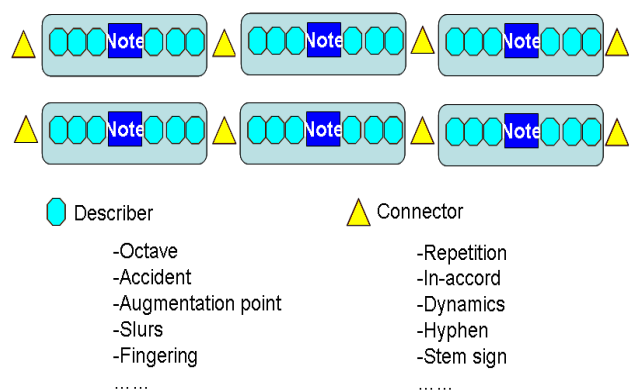 Note Note Note
Note Note Note
Describer Connector
-Octave -Repetition
-Accident -In-accord
-Augmentation point -Dynamics
-Slurs -Hyphen
-Fingering -Stem sign
…… ……